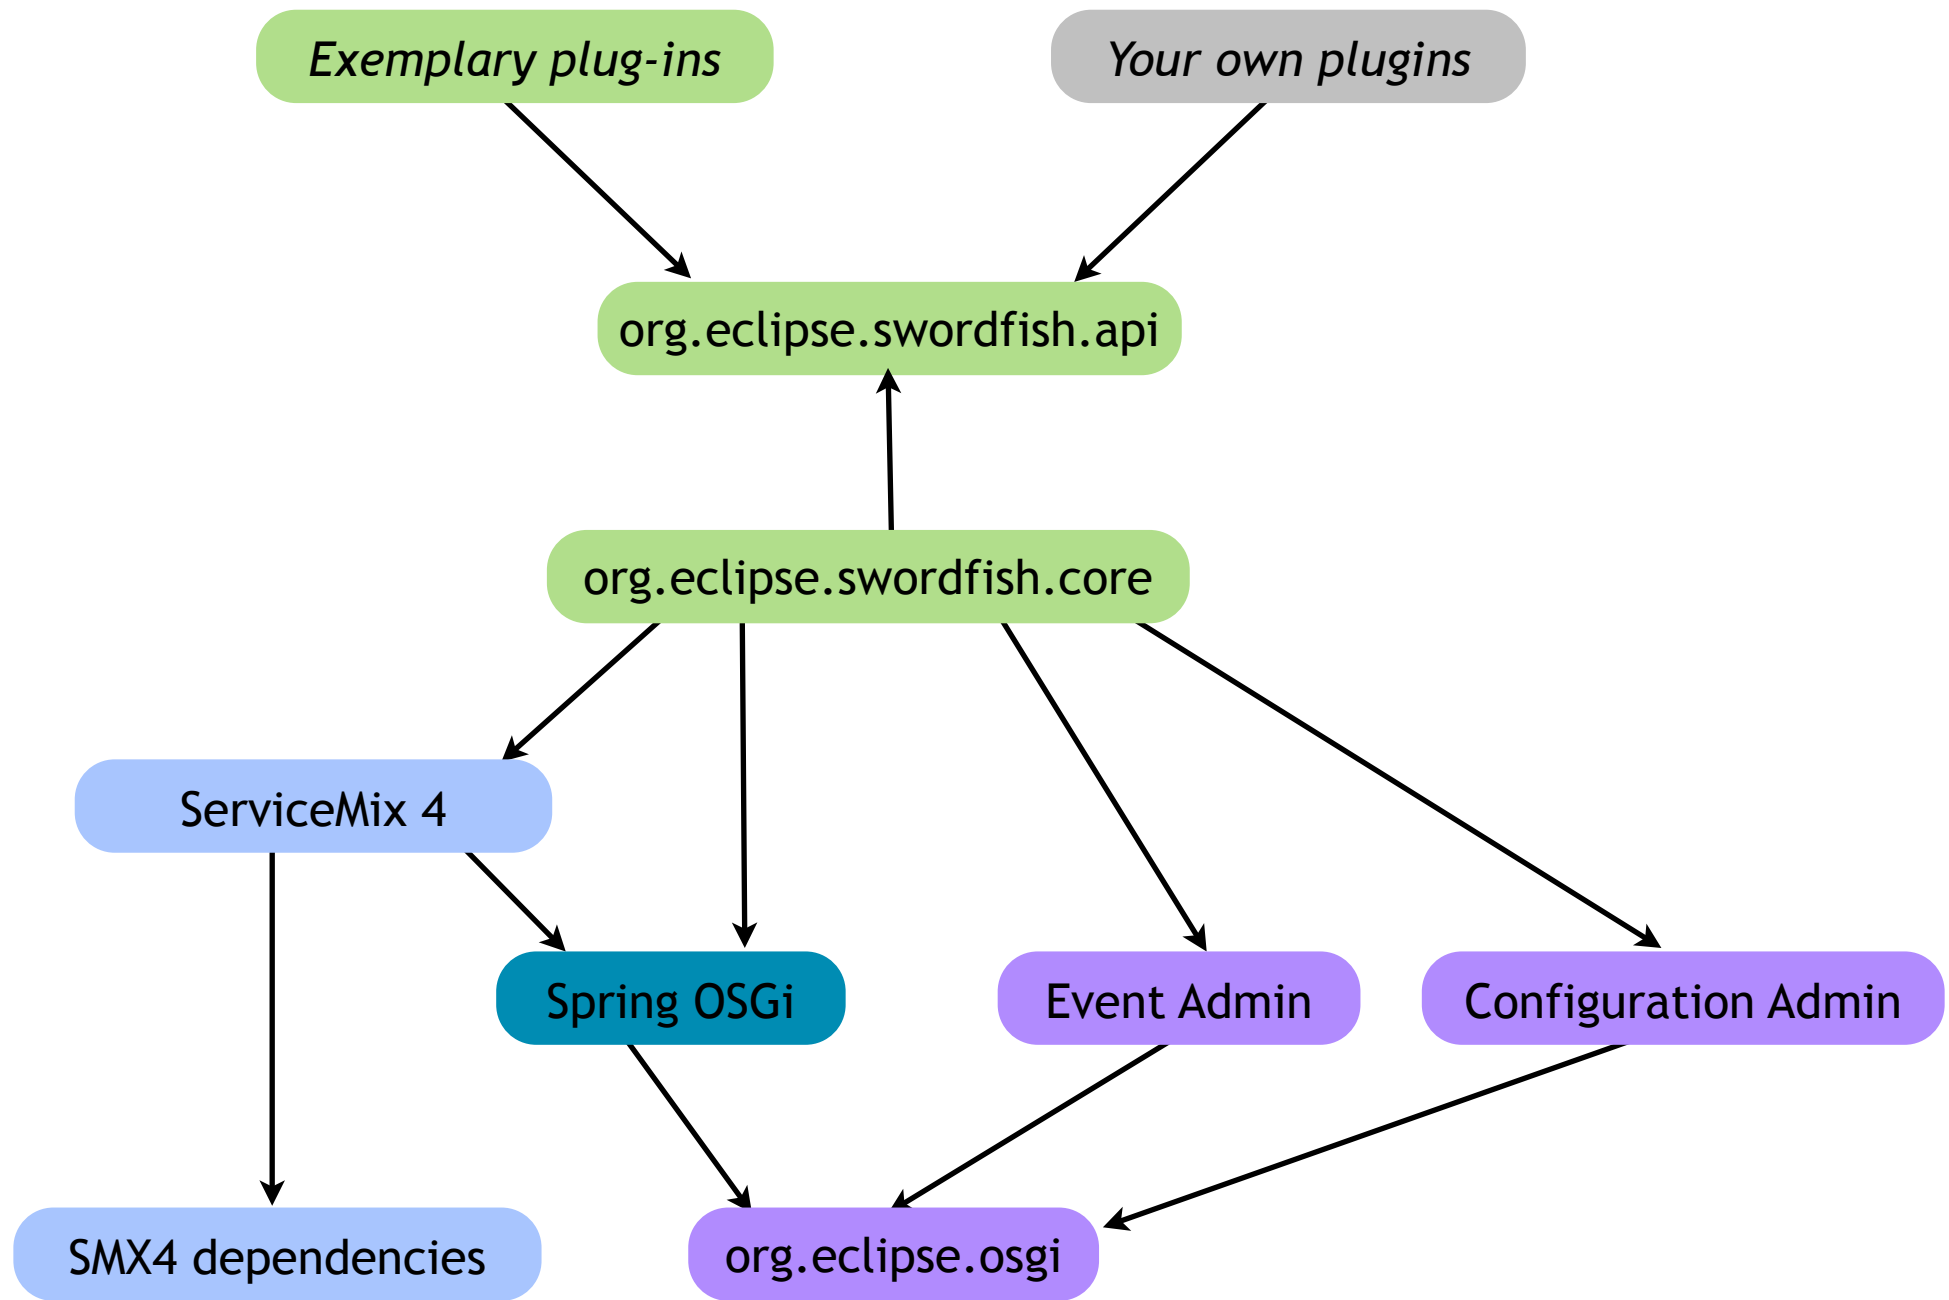 Exemplary plug-ins
Your own plugins
org.eclipse.swordfish.api
org.eclipse.swordfish.core
ServiceMix 4
Spring OSGi
Event Admin
Configuration Admin
SMX4 dependencies
org.eclipse.osgi